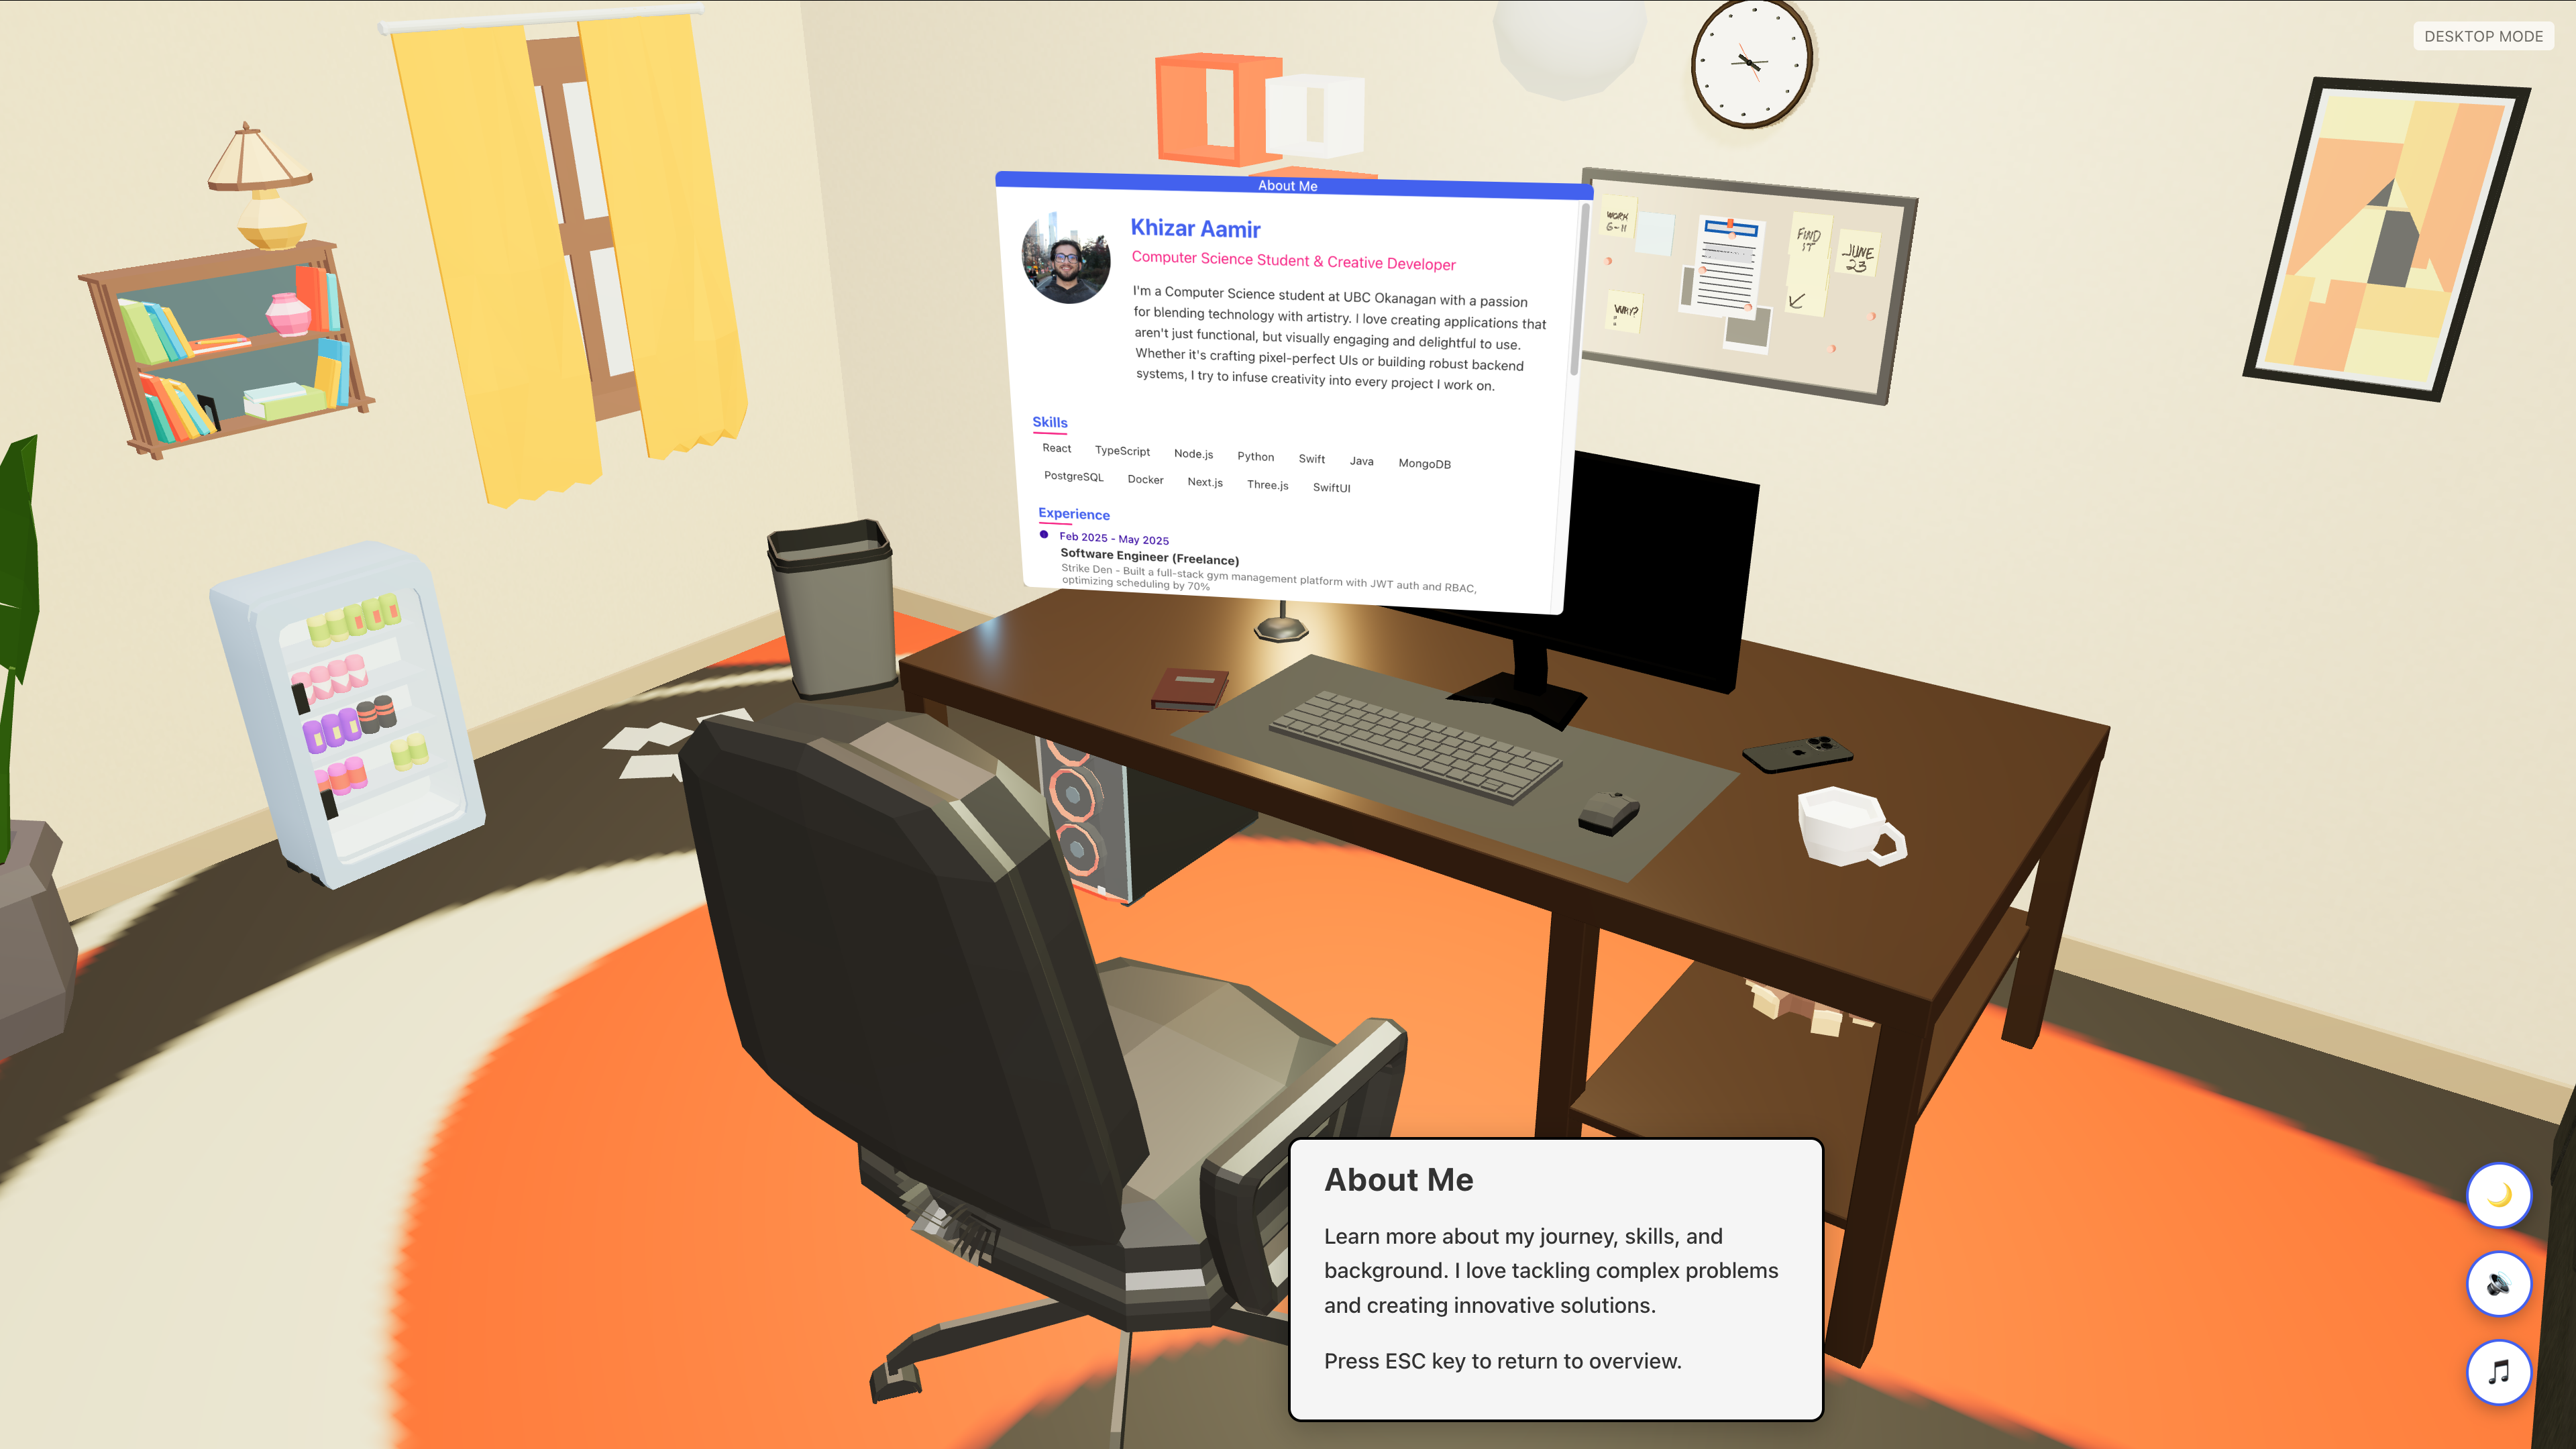 DESKTOP MODE
About Me
Khizar Aamir
Computer Science Student & Creative Developer
I'm a Computer Science student at UBC Okanagan with a passion
for blending technology with artistry. I love creating applications that
aren't just functional, but visually engaging and delightful to use.
Whether it's crafting pixel-perfect UIs or building robust backend
systems, I try to infuse creativity into every project I work on.
Skills
React TypeScript Node.js Python Swift Java MongoDB
PostgreSQL Docker Next.js Three.js SwiftUI
Experience
Feb 2025 - May 2025
Software Engineer (Freelance)
Strike Den - Built a full-stack gym management platform with JWT auth and RBAC,
optimizing scheduling by 70%
WORK
6-11
FIND
IT
JUNE
23
WHY?
About Me
Learn more about my journey, skills, and
background. I love tackling complex problems
and creating innovative solutions.
Press ESC key to return to overview.